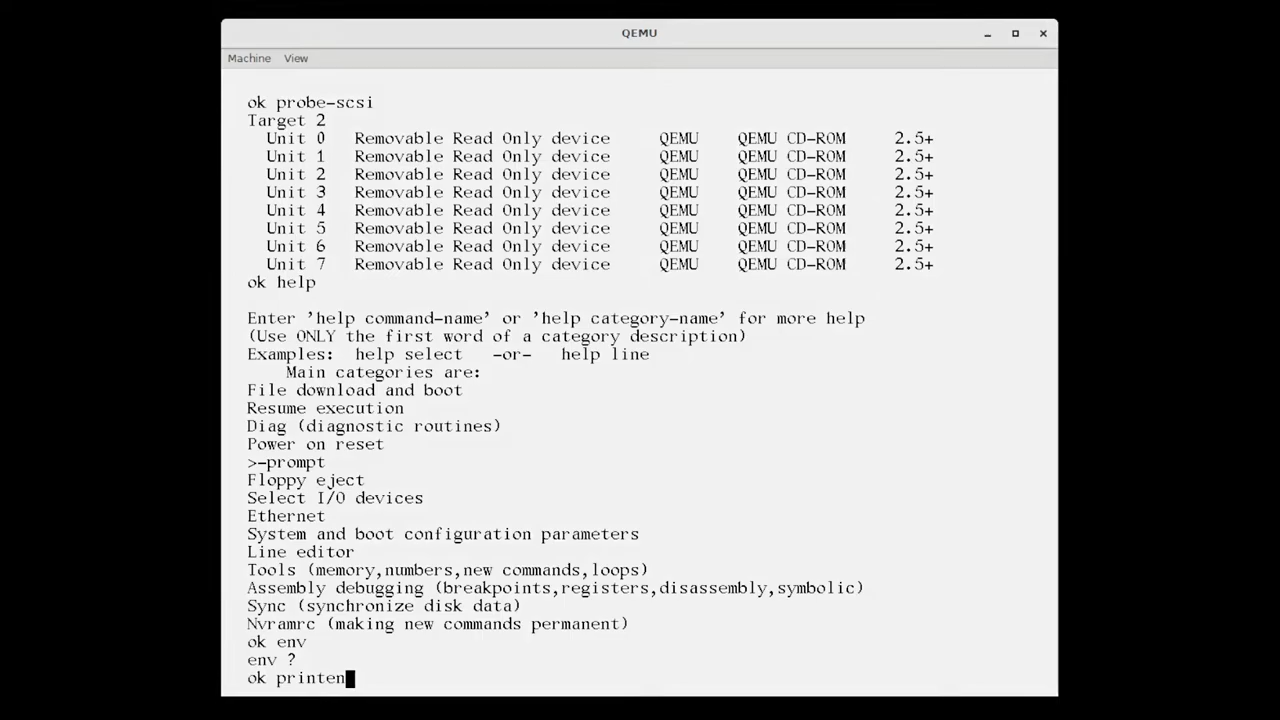 QEMU
Machine View
ok probe-scsi
Target 2
Unit 0 Removable Read Only device QEMU QEMU CD-ROM 2.5+
Unit 1 Removable Read Only device QEMU QEMU CD-ROM 2.5+
Unit 2 Removable Read Only device QEMU QEMU CD-ROM 2.5+
Unit 3 Removable Read Only device QEMU QEMU CD-ROM 2.5+
Unit 4 Removable Read Only device QEMU QEMU CD-ROM 2.5+
Unit 5 Removable Read Only device QEMU QEMU CD-ROM 2.5+
Unit 6 Removable Read Only device QEMU QEMU CD-ROM 2.5+
Unit 7 Removable Read Only device QEMU QEMU CD-ROM 2.5+
ok help
Enter 'help command-name' or 'help category-name' for more help
(Use ONLY the first word of a category description)
Examples: help select -or- help line
Main categories are:
File download and boot
Resume execution
Diag (diagnostic routines)
Power on reset
>-prompt
Floppy eject
Select I/O devices
Ethernet
System and boot configuration parameters
Line editor
Tools (memory,numbers,new commands,loops)
Assembly debugging (breakpoints,registers,disassembly,symbolic)
Sync (synchronize disk data)
Nvramrc (making new commands permanent)
ok env
env ?
ok printen